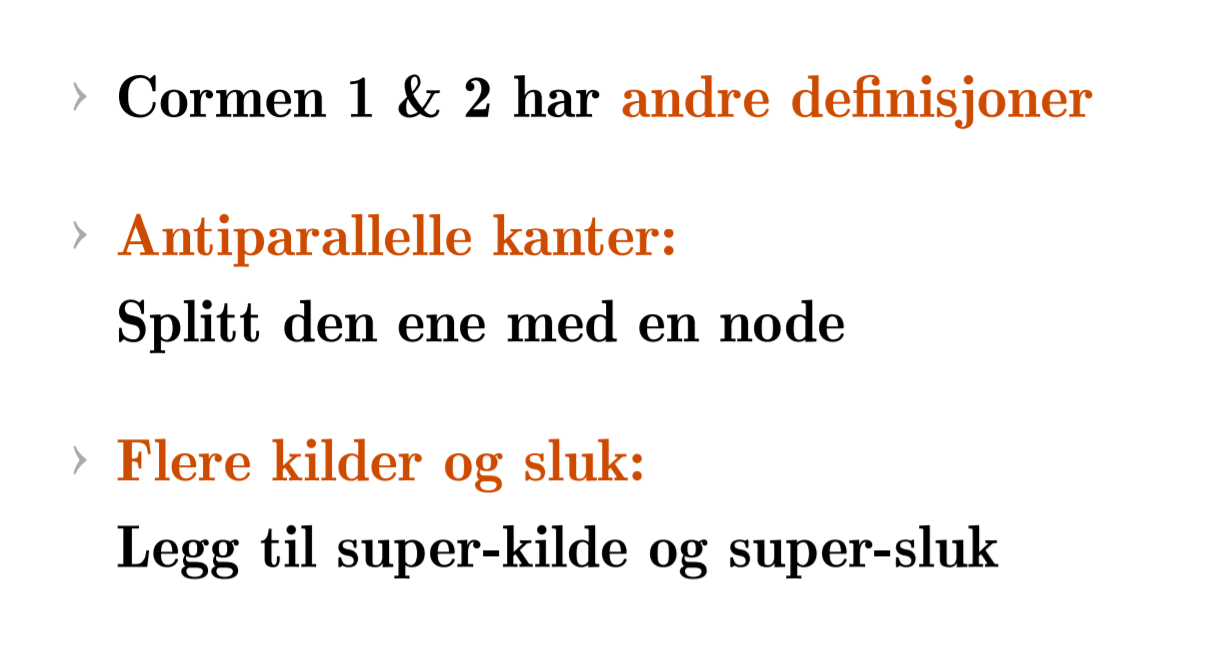 › Cormen 1 & 2 har andre definisjoner
› Antiparallelle kanter:
Splitt den ene med en node
› Flere kilder og sluk:
Legg til super-kilde og super-sluk